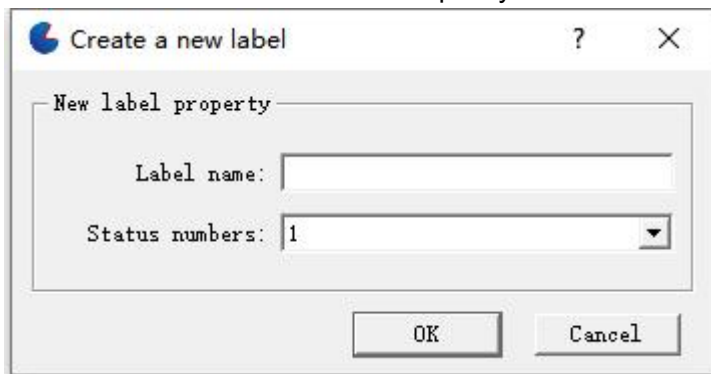 Create a new label ?
New label property
Label name:
Status numbers: 1
OK Cancel